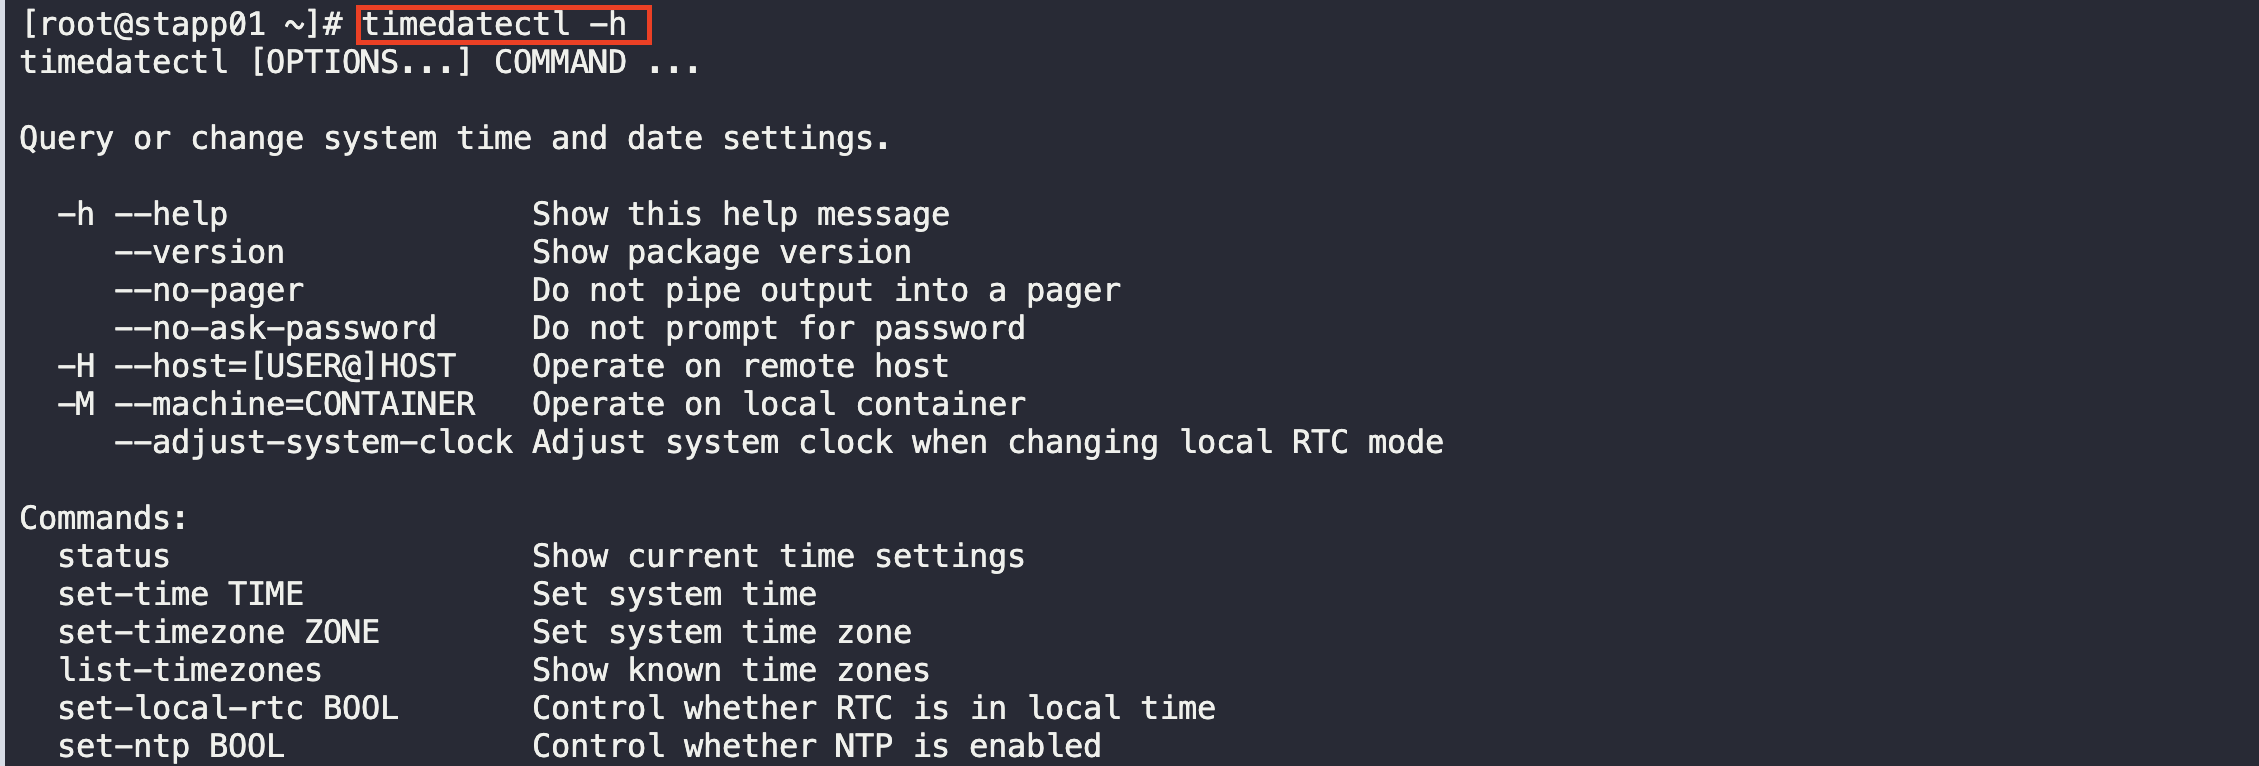 [root@stapp01 ~]# timedatectl -h
timedatectl [OPTIONS...] COMMAND ...
Query or change system time and date settings.
-h --help Show this help message
--version Show package version
--no-pager Do not pipe output into a pager
--no-ask-password Do not prompt for password
-H --host=[USER@]HOST Operate on remote host
-M --machine=CONTAINER Operate on local container
--adjust-system-clock Adjust system clock when changing local RTC mode
Commands:
status Show current time settings
set-time TIME Set system time
set-timezone ZONE Set system time zone
list-timezones Show known time zones
set-local-rtc BOOL Control whether RTC is in local time
set-ntp BOOL Control whether NTP is enabled